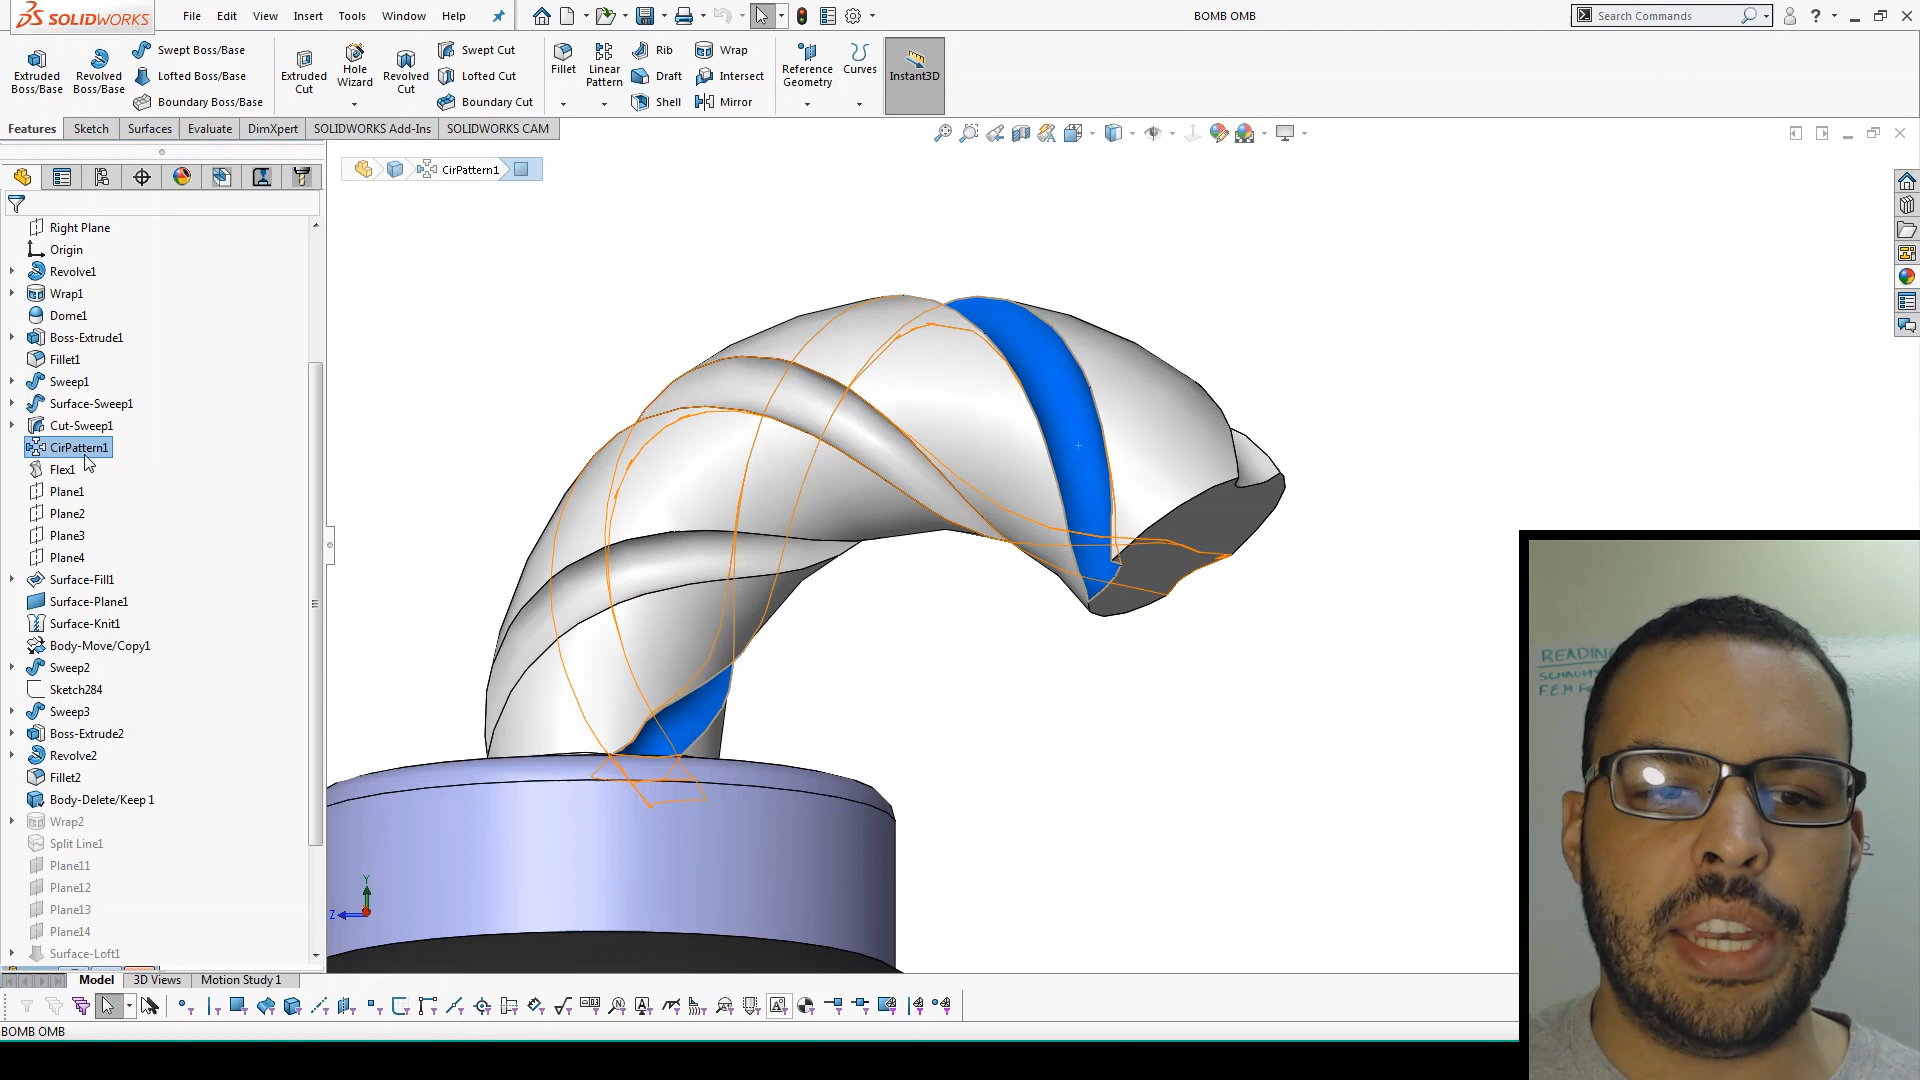 SOLIDWORKS
File Edit View Insert Tools Window Help
BOMB OMB
Search Commands
Extruded Boss/Base
Revolved Boss/Base
Swept Boss/Base
Lofted Boss/Base
Boundary Boss/Base
Extruded Cut
Hole Wizard
Revolved Cut
Swept Cut
Lofted Cut
Boundary Cut
Fillet
Linear Pattern
Rib
Draft
Shell
Wrap
Intersect
Mirror
Reference Geometry
Curves
Instant3D
Features Sketch Surfaces Evaluate DimXpert SOLIDWORKS Add-Ins SOLIDWORKS CAM
CirPattern1
Right Plane
Origin
Revolve1
Wrap1
Dome1
Boss-Extrude1
Fillet1
Sweep1
Surface-Sweep1
Cut-Sweep1
CirPattern1
Flex1
Plane1
Plane2
Plane3
Plane4
Surface-Fill1
Surface-Plane1
Surface-Knit1
Body-Move/Copy1
Sweep2
Sketch284
Sweep3
Boss-Extrude2
Revolve2
Fillet2
Body-Delete/Keep 1
Wrap2
Split Line1
Plane11
Plane12
Plane13
Plane14
Surface-Loft1
Y
Z
READING
Model 3D Views Motion Study 1
BOMB OMB